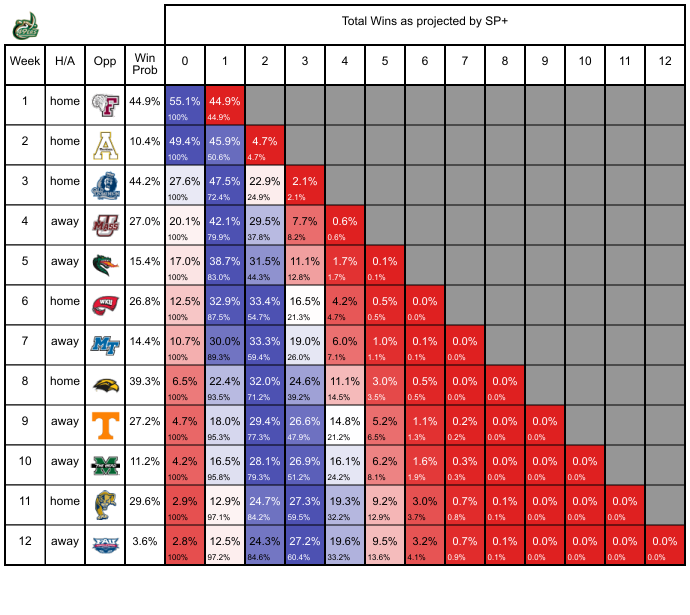 Total Wins as projected by SP+
Week H/A Opp Win Prob 0 1 2 3 4 5 6 7 8 9 10 11 12
1 home F 44.9% 55.1% 44.9%
100% 44.9%
2 home A 10.4% 49.4% 45.9% 4.7%
100% 50.6% 4.7%
3 home 44.2% 27.6% 47.5% 22.9% 2.1%
100% 72.4% 24.9% 2.1%
4 away U Mass 27.0% 20.1% 42.1% 29.5% 7.7% 0.6%
100% 79.9% 37.8% 8.2% 0.6%
5 away 15.4% 17.0% 38.7% 31.5% 11.1% 1.7% 0.1%
100% 83.0% 44.3% 12.8% 1.7% 0.1%
6 home WKU 26.8% 12.5% 32.9% 33.4% 16.5% 4.2% 0.5% 0.0%
100% 87.5% 54.7% 21.3% 4.7% 0.5% 0.0%
7 away MT 14.4% 10.7% 30.0% 33.3% 19.0% 6.0% 1.0% 0.1% 0.0%
100% 89.3% 59.4% 26.0% 7.1% 1.1% 0.1% 0.0%
8 home 39.3% 6.5% 22.4% 32.0% 24.6% 11.1% 3.0% 0.5% 0.0% 0.0%
100% 93.5% 71.2% 39.2% 14.5% 3.5% 0.5% 0.0% 0.0%
9 away T 27.2% 4.7% 18.0% 29.4% 26.6% 14.8% 5.2% 1.1% 0.2% 0.0% 0.0%
100% 95.3% 77.3% 47.9% 21.2% 6.5% 1.3% 0.2% 0.0% 0.0%
10 away M 11.2% 4.2% 16.5% 28.1% 26.9% 16.1% 6.2% 1.6% 0.3% 0.0% 0.0% 0.0%
100% 95.8% 79.3% 51.2% 24.2% 8.1% 1.9% 0.3% 0.0% 0.0% 0.0%
11 home 29.6% 2.9% 12.9% 24.7% 27.3% 19.3% 9.2% 3.0% 0.7% 0.1% 0.0% 0.0% 0.0%
100% 97.1% 84.2% 59.5% 32.2% 12.9% 3.7% 0.8% 0.1% 0.0% 0.0% 0.0%
12 away FAU 3.6% 2.8% 12.5% 24.3% 27.2% 19.6% 9.5% 3.2% 0.7% 0.1% 0.0% 0.0% 0.0% 0.0%
100% 97.2% 84.6% 60.4% 33.2% 13.6% 4.1% 0.9% 0.1% 0.0% 0.0% 0.0% 0.0%